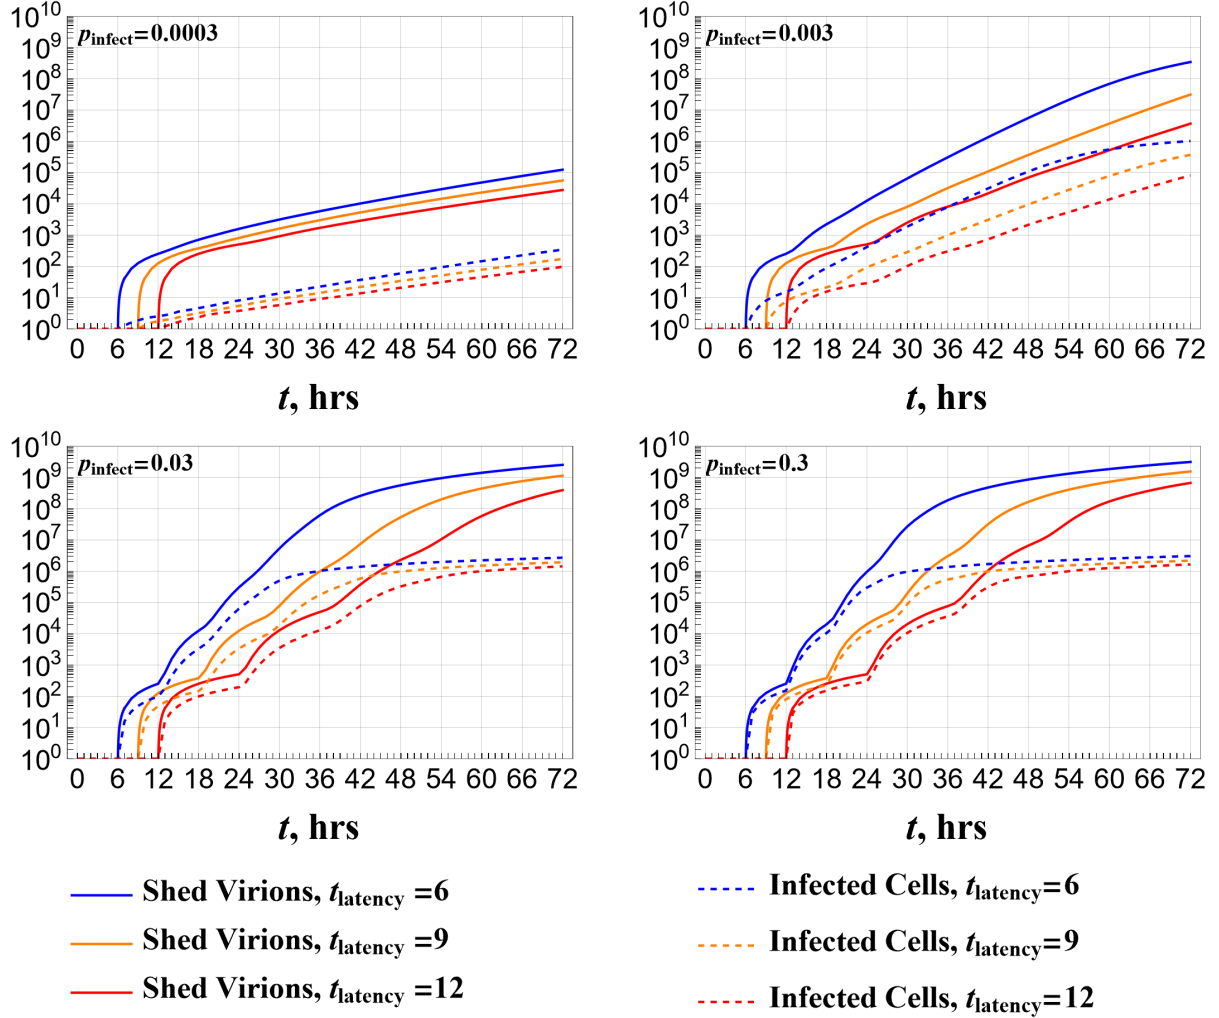 10^10 10^9 10^8 10^7 10^6 10^5 10^4 10^3 10^2 10^1 10^0
p_infect=0.0003
0 6 12 18 24 30 36 42 48 54 60 66 72
t, hrs
10^10 10^9 10^8 10^7 10^6 10^5 10^4 10^3 10^2 10^1 10^0
p_infect=0.003
0 6 12 18 24 30 36 42 48 54 60 66 72
t, hrs
10^10 10^9 10^8 10^7 10^6 10^5 10^4 10^3 10^2 10^1 10^0
p_infect=0.03
0 6 12 18 24 30 36 42 48 54 60 66 72
t, hrs
10^10 10^9 10^8 10^7 10^6 10^5 10^4 10^3 10^2 10^1 10^0
p_infect=0.3
0 6 12 18 24 30 36 42 48 54 60 66 72
t, hrs
Shed Virions, t_latency =6
Shed Virions, t_latency =9
Shed Virions, t_latency =12
Infected Cells, t_latency=6
Infected Cells, t_latency=9
Infected Cells, t_latency=12